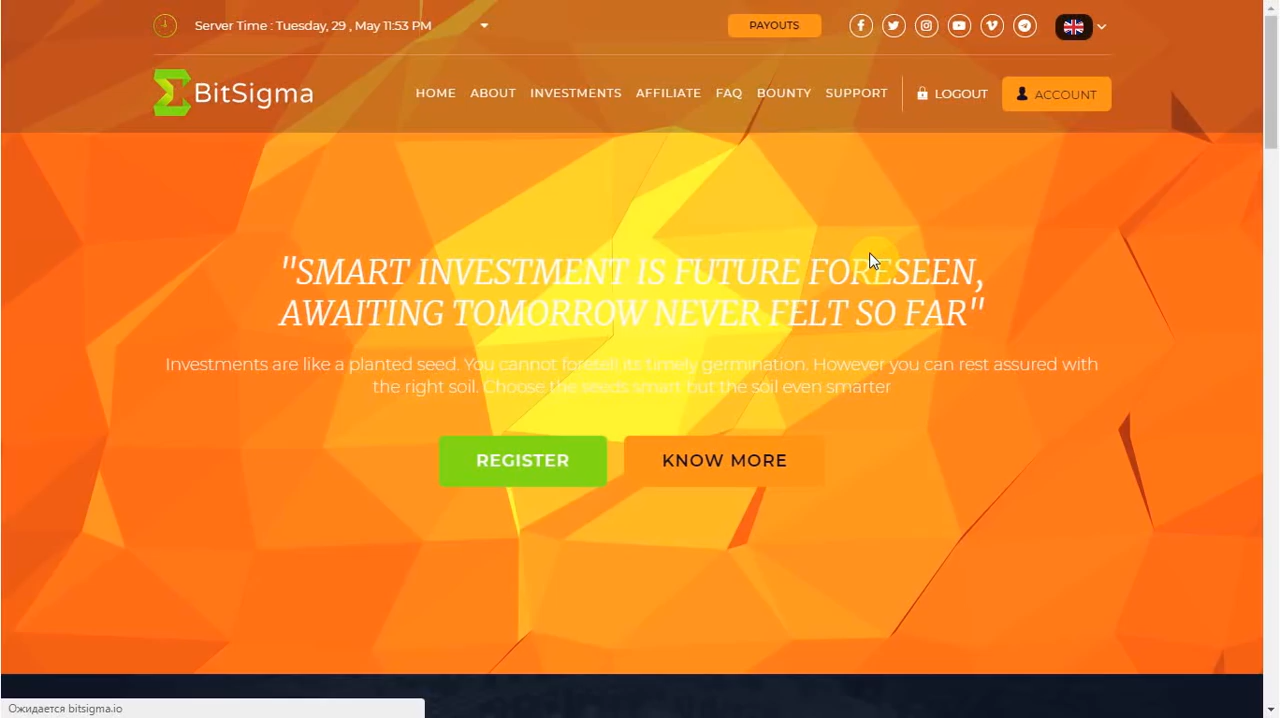 Server Time : Tuesday, 29 , May 11:53 PM
PAYOUTS
BitSigma
HOME ABOUT INVESTMENTS AFFILIATE FAQ BOUNTY SUPPORT LOGOUT ACCOUNT
"SMART INVESTMENT IS FUTURE FORESEEN,
AWAITING TOMORROW NEVER FELT SO FAR"
Investments are like a planted seed. You cannot foretell its timely germination. However you can rest assured with
the right soil. Choose the seeds smart but the soil even smarter
REGISTER KNOW MORE
Ожидается bitsigma.io